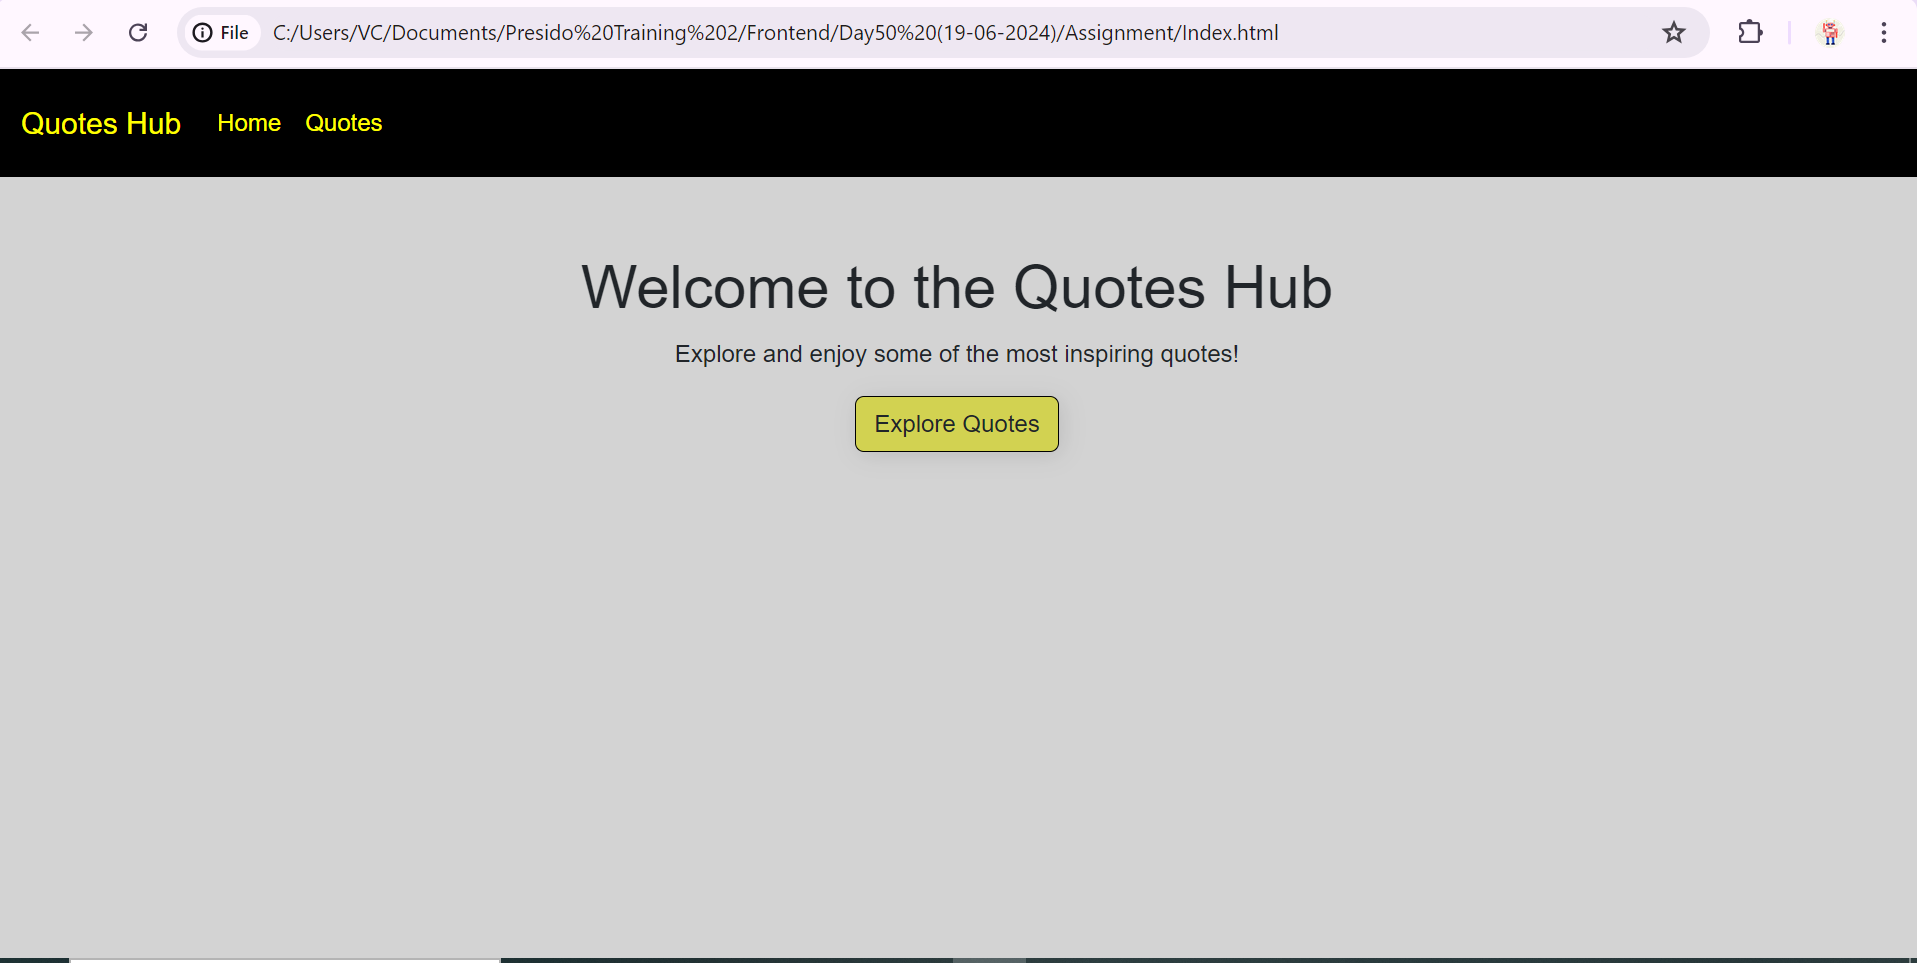 File C:/Users/VC/Documents/Presido%20Training%202/Frontend/Day50%20(19-06-2024)/Assignment/Index.html
Quotes Hub Home Quotes
Welcome to the Quotes Hub
Explore and enjoy some of the most inspiring quotes!
Explore Quotes